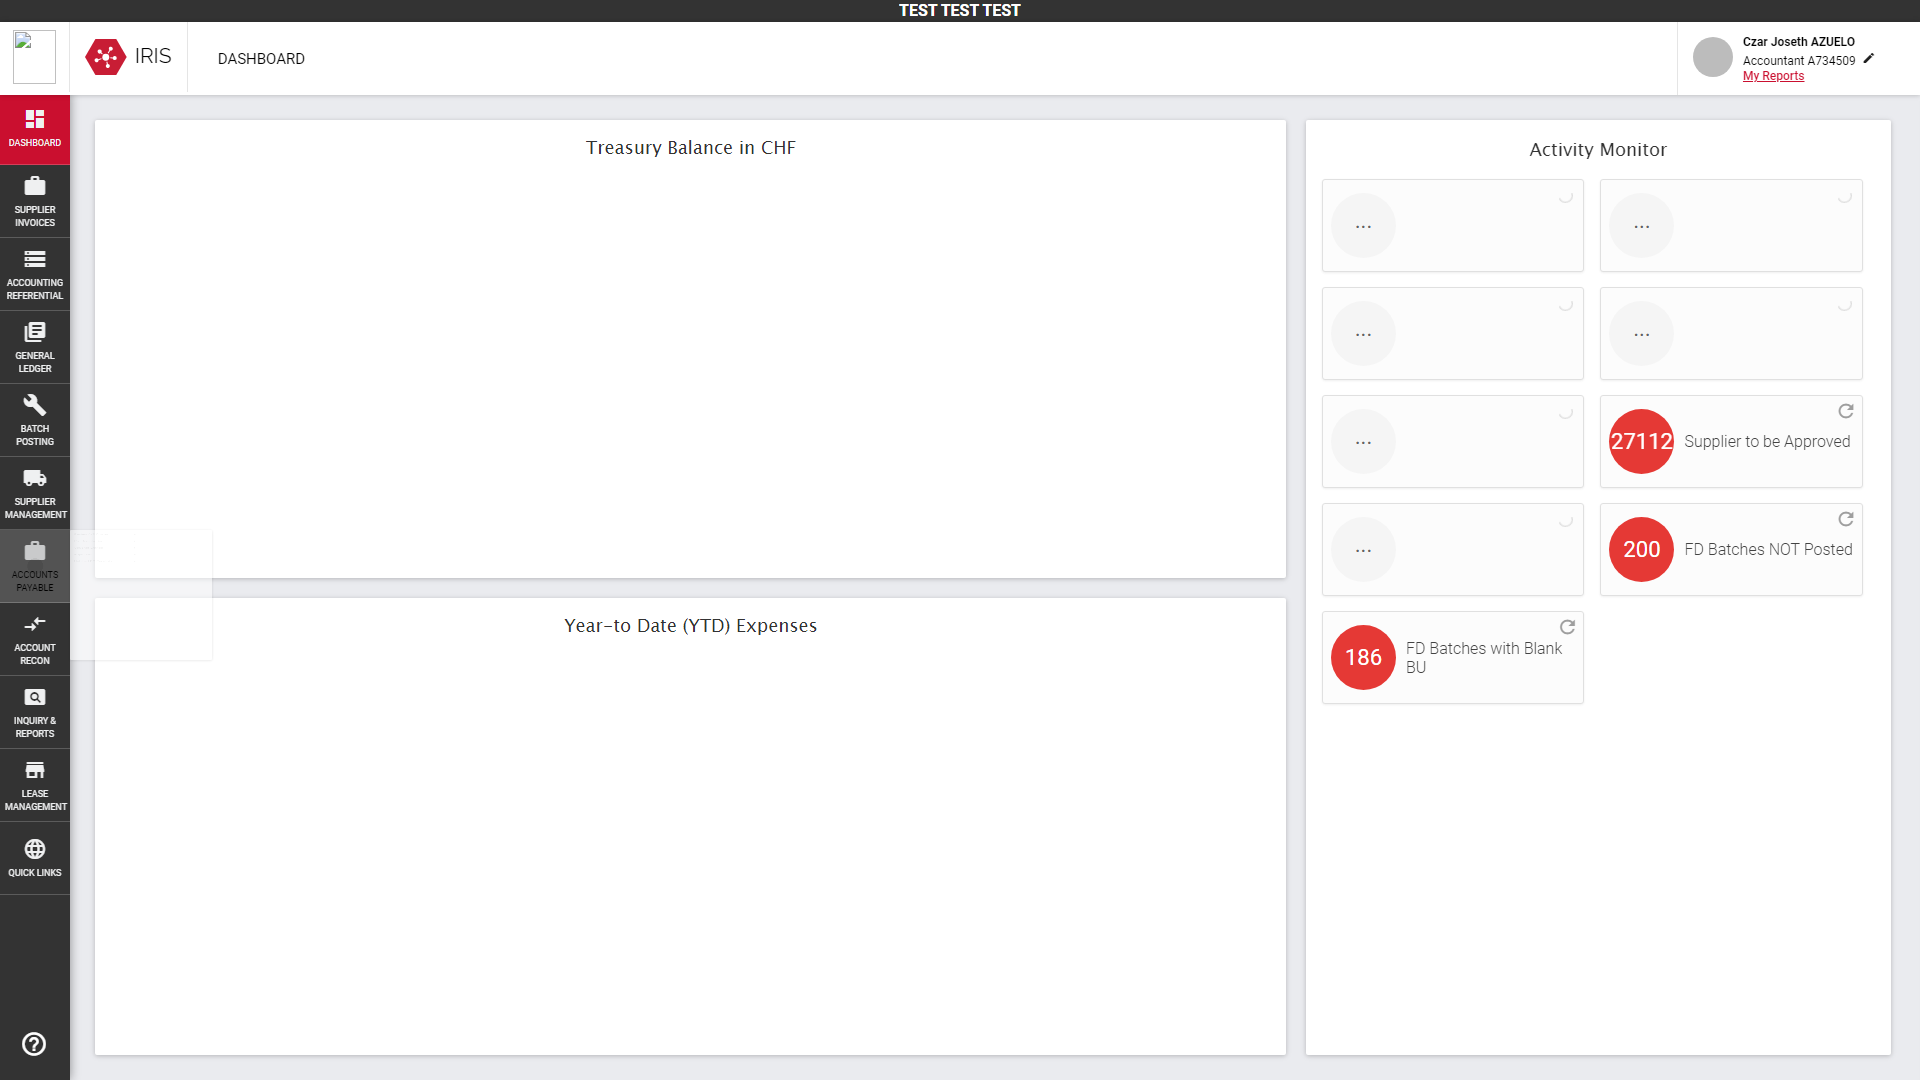 TEST TEST TEST
IRIS
DASHBOARD
Czar Joseth AZUELO
Accountant A734509
My Reports
DASHBOARD
SUPPLIER
INVOICES
ACCOUNTING
REFERENTIAL
GENERAL
LEDGER
BATCH
POSTING
SUPPLIER
MANAGEMENT
ACCOUNTS
PAYABLE
ACCOUNT
RECON
INQUIRY &
REPORTS
LEASE
MANAGEMENT
QUICK LINKS
Treasury Balance in CHF
Year-to Date (YTD) Expenses
Activity Monitor
...
...
...
...
...
27112 Supplier to be Approved
...
200 FD Batches NOT Posted
186 FD Batches with Blank
BU